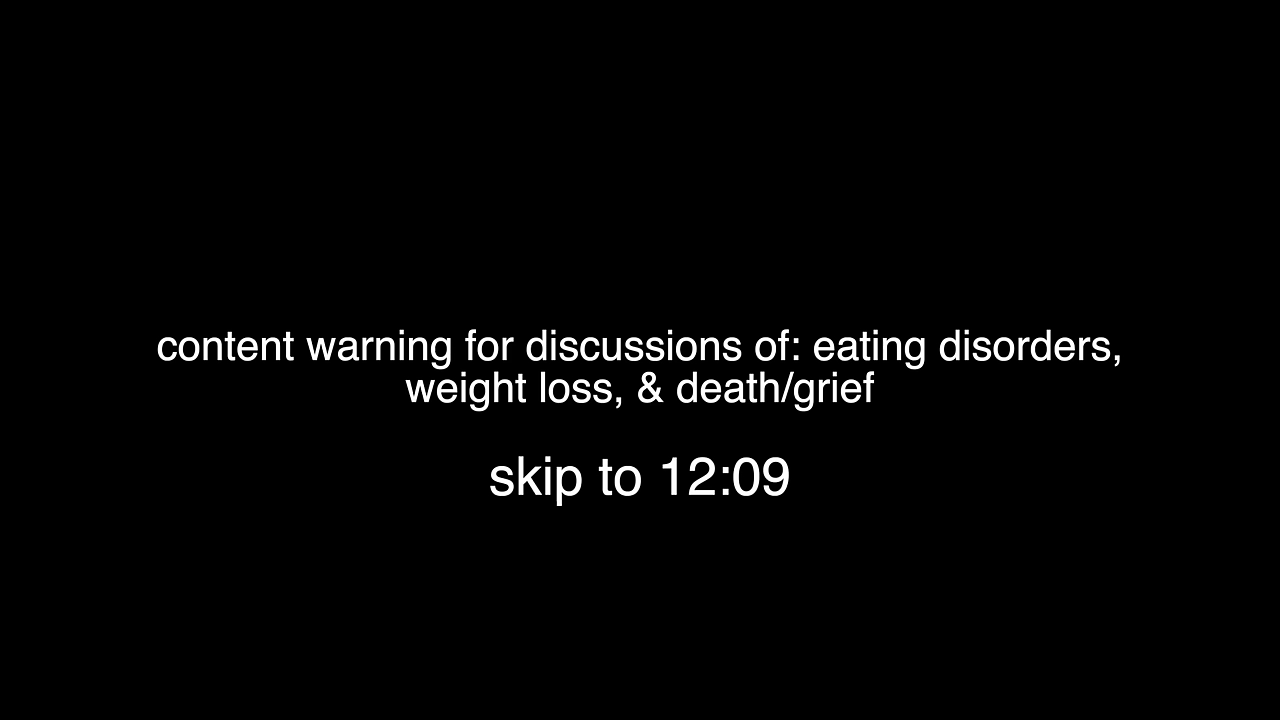 content warning for discussions of: eating disorders,
weight loss, & death/grief
skip to 12:09